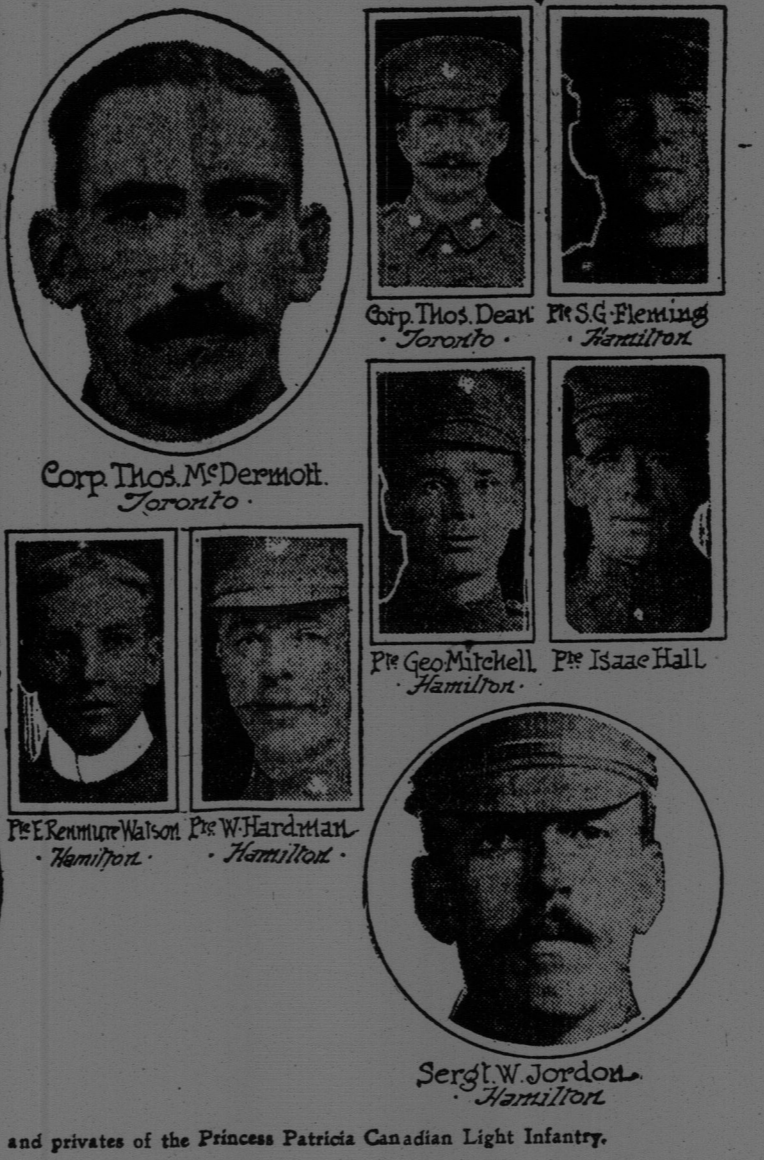 Corp. Thos. McDermott.
Toronto.
Corp. Thos. Dean.
Toronto.
Pte S.G. Fleming
Hamilton
Pte Geo. Mitchell
Hamilton.
Pte Isaac Hall
Pte E. Renmure Watson
Hamilton.
Pte W. Hardman
Hamilton.
Sergt. W. Jordon.
Hamilton
and privates of the Princess Patricia Canadian Light Infantry.